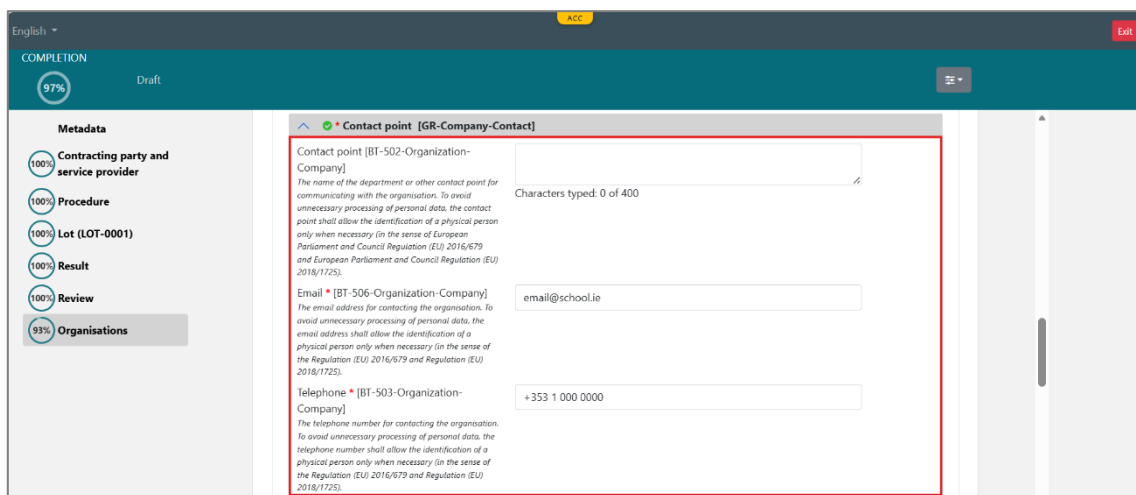 ACC
English
Exit
COMPLETION
97%
Draft
Metadata
100% Contracting party and
service provider
100% Procedure
100% Lot (LOT-0001)
100% Result
100% Review
93% Organisations
* Contact point [GR-Company-Contact]
Contact point [BT-502-Organization-
Company]
The name of the department or other contact point for
communicating with the organisation. To avoid
unnecessary processing of personal data, the contact
point shall allow the identification of a physical person
only when necessary (in the sense of European
Parliament and Council Regulation (EU) 2016/679
and European Parliament and Council Regulation (EU)
2018/1725).
Characters typed: 0 of 400
Email * [BT-506-Organization-Company]
The email address for contacting the organisation. To
avoid unnecessary processing of personal data, the
email address shall allow the identification of a
physical person only when necessary (in the sense of
the Regulation (EU) 2016/679 and Regulation (EU)
2018/1725).
email@school.ie
Telephone * [BT-503-Organization-
Company]
The telephone number for contacting the organisation.
To avoid unnecessary processing of personal data, the
telephone number shall allow the identification of a
physical person only when necessary (in the sense of
the Regulation (EU) 2016/679 and Regulation (EU)
2018/1725).
+353 1 000 0000